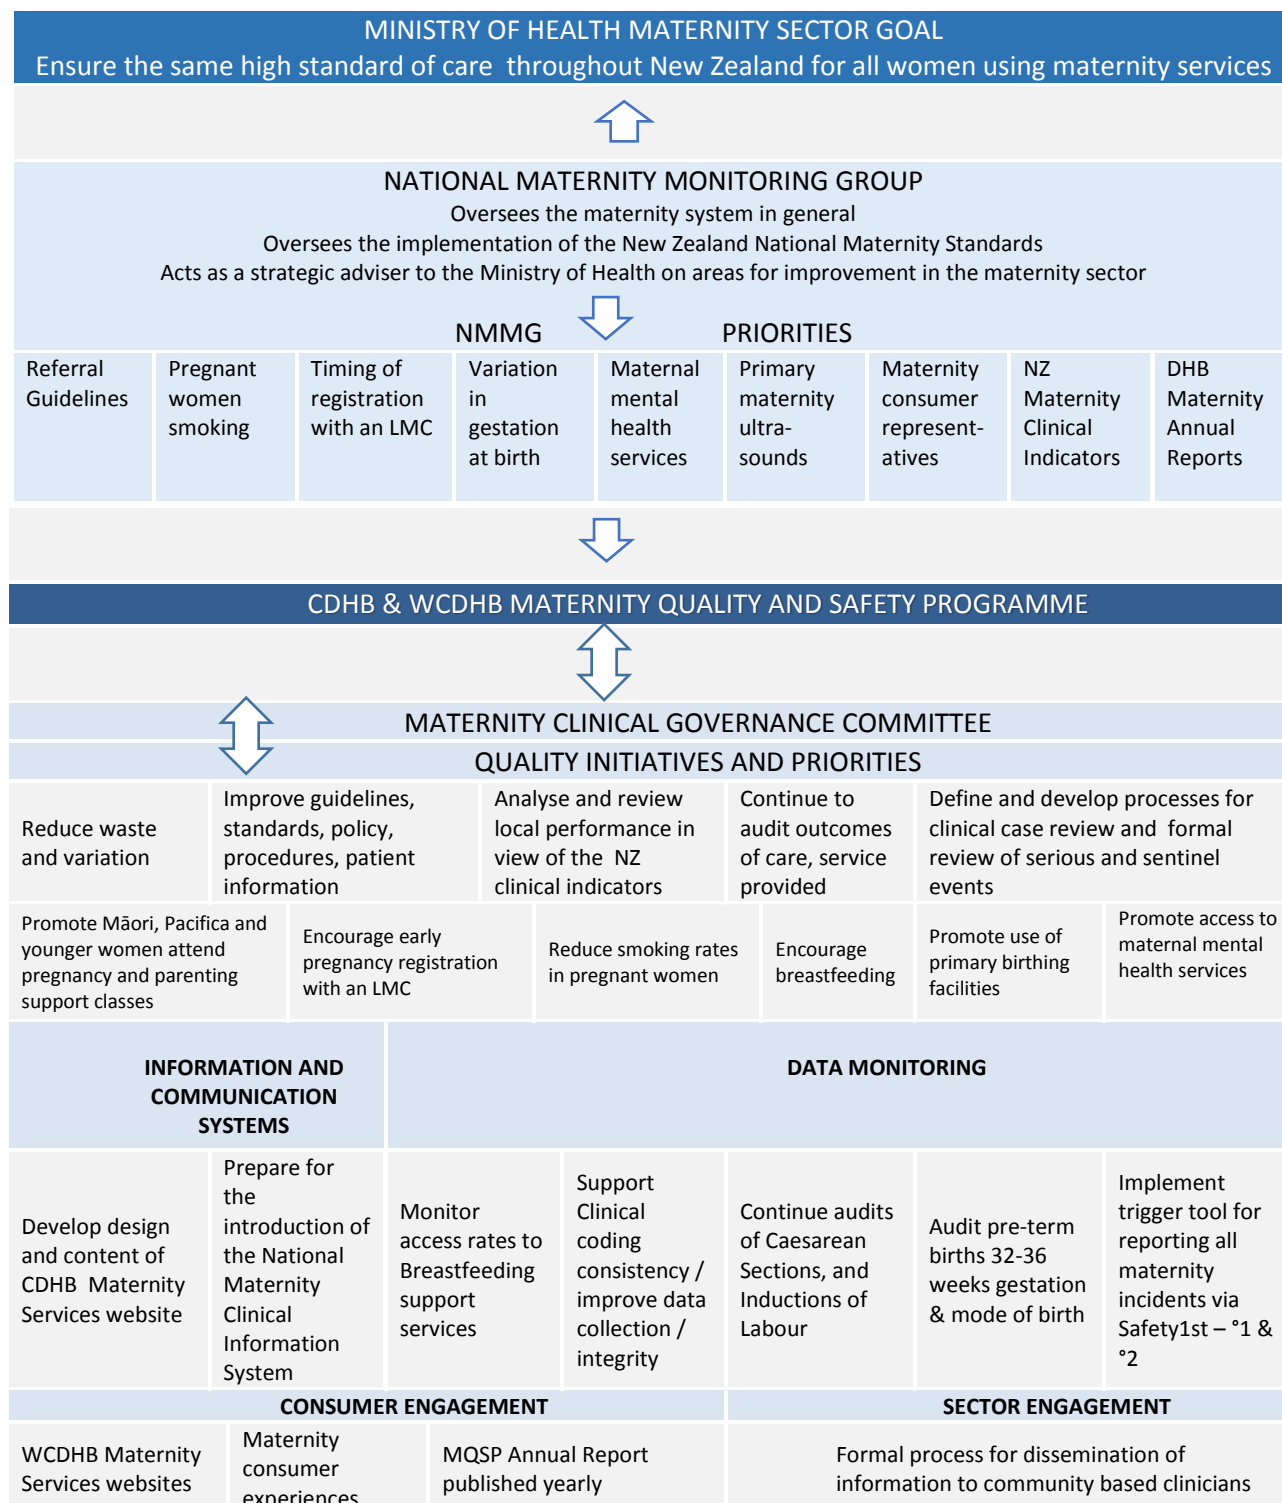 MINISTRY OF HEALTH MATERNITY SECTOR GOAL
Ensure the same high standard of care throughout New Zealand for all women using maternity services
NATIONAL MATERNITY MONITORING GROUP
Oversees the maternity system in general
Oversees the implementation of the New Zealand National Maternity Standards
Acts as a strategic adviser to the Ministry of Health on areas for improvement in the maternity sector
NMMG PRIORITIES
Referral
Guidelines
Pregnant
women
smoking
Timing of
registration
with an LMC
Variation
in
gestation
at birth
Maternal
mental
health
services
Primary
maternity
ultra-
sounds
Maternity
consumer
represent-
atives
NZ
Maternity
Clinical
Indicators
DHB
Maternity
Annual
Reports
CDHB & WCDHB MATERNITY QUALITY AND SAFETY PROGRAMME
MATERNITY CLINICAL GOVERNANCE COMMITTEE
QUALITY INITIATIVES AND PRIORITIES
Reduce waste
and variation
Improve guidelines,
standards, policy,
procedures, patient
information
Analyse and review
local performance in
view of the NZ
clinical indicators
Continue to
audit outcomes
of care, service
provided
Define and develop processes for
clinical case review and formal
review of serious and sentinel
events
Promote Māori, Pacifica and
younger women attend
pregnancy and parenting
support classes
Encourage early
pregnancy registration
with an LMC
Reduce smoking rates
in pregnant women
Encourage
breastfeeding
Promote use of
primary birthing
facilities
Promote access to
maternal mental
health services
INFORMATION AND
COMMUNICATION
SYSTEMS
DATA MONITORING
Develop design
and content of
CDHB Maternity
Services website
Prepare for
the
introduction of
the National
Maternity
Clinical
Information
System
Monitor
access rates to
Breastfeeding
support
services
Support
Clinical
coding
consistency /
improve data
collection /
integrity
Continue audits
of Caesarean
Sections, and
Inductions of
Labour
Audit pre-term
births 32-36
weeks gestation
& mode of birth
Implement
trigger tool for
reporting all
maternity
incidents via
Safety1st – °1 &
°2
CONSUMER ENGAGEMENT
SECTOR ENGAGEMENT
WCDHB Maternity
Services websites
Maternity
consumer
experiences
MQSP Annual Report
published yearly
Formal process for dissemination of
information to community based clinicians